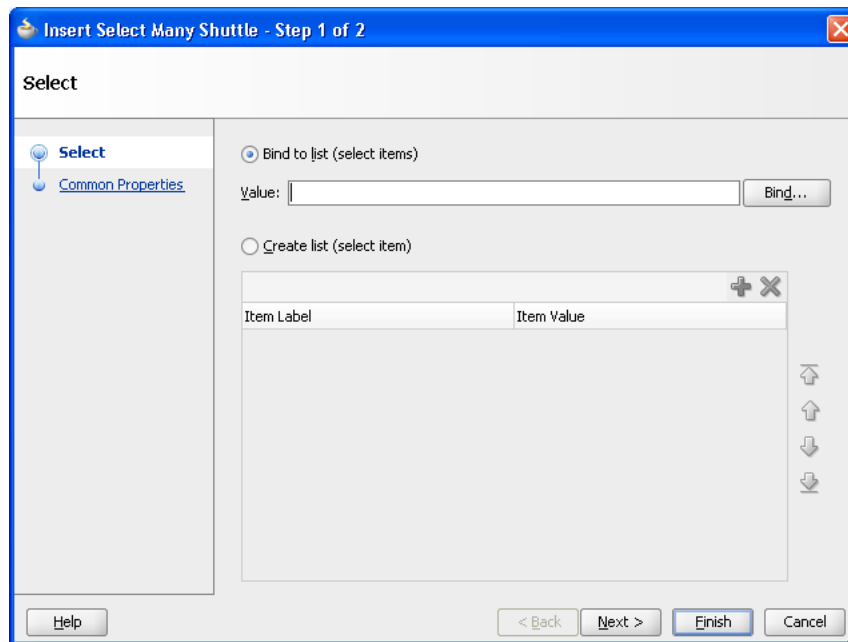 Insert Select Many Shuttle - Step 1 of 2
Select
Select
Common Properties
Bind to list (select items)
Value:
Bind...
Create list (select item)
Item Label Item Value
Help
< Back Next > Finish Cancel